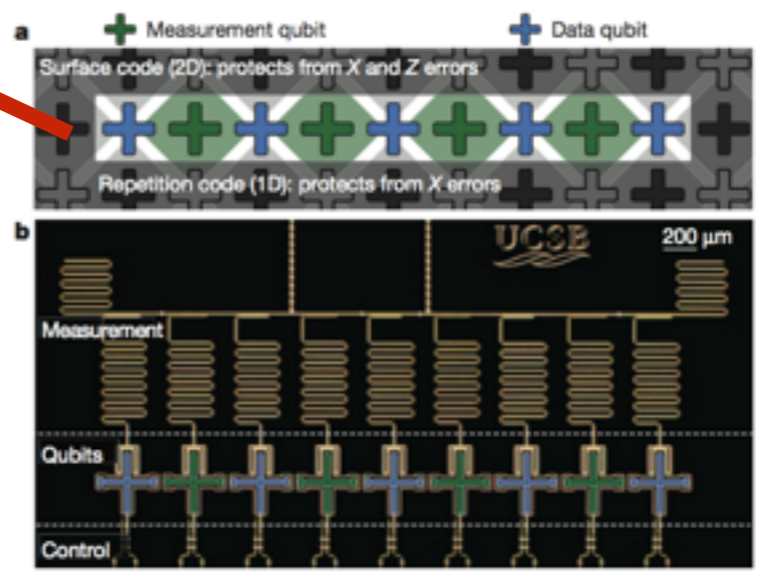 a Measurement qubit Data qubit
Surface code (2D): protects from X and Z errors
Repetition code (1D): protects from X errors
b UCSB 200 μm
Measurement
Qubits
Control